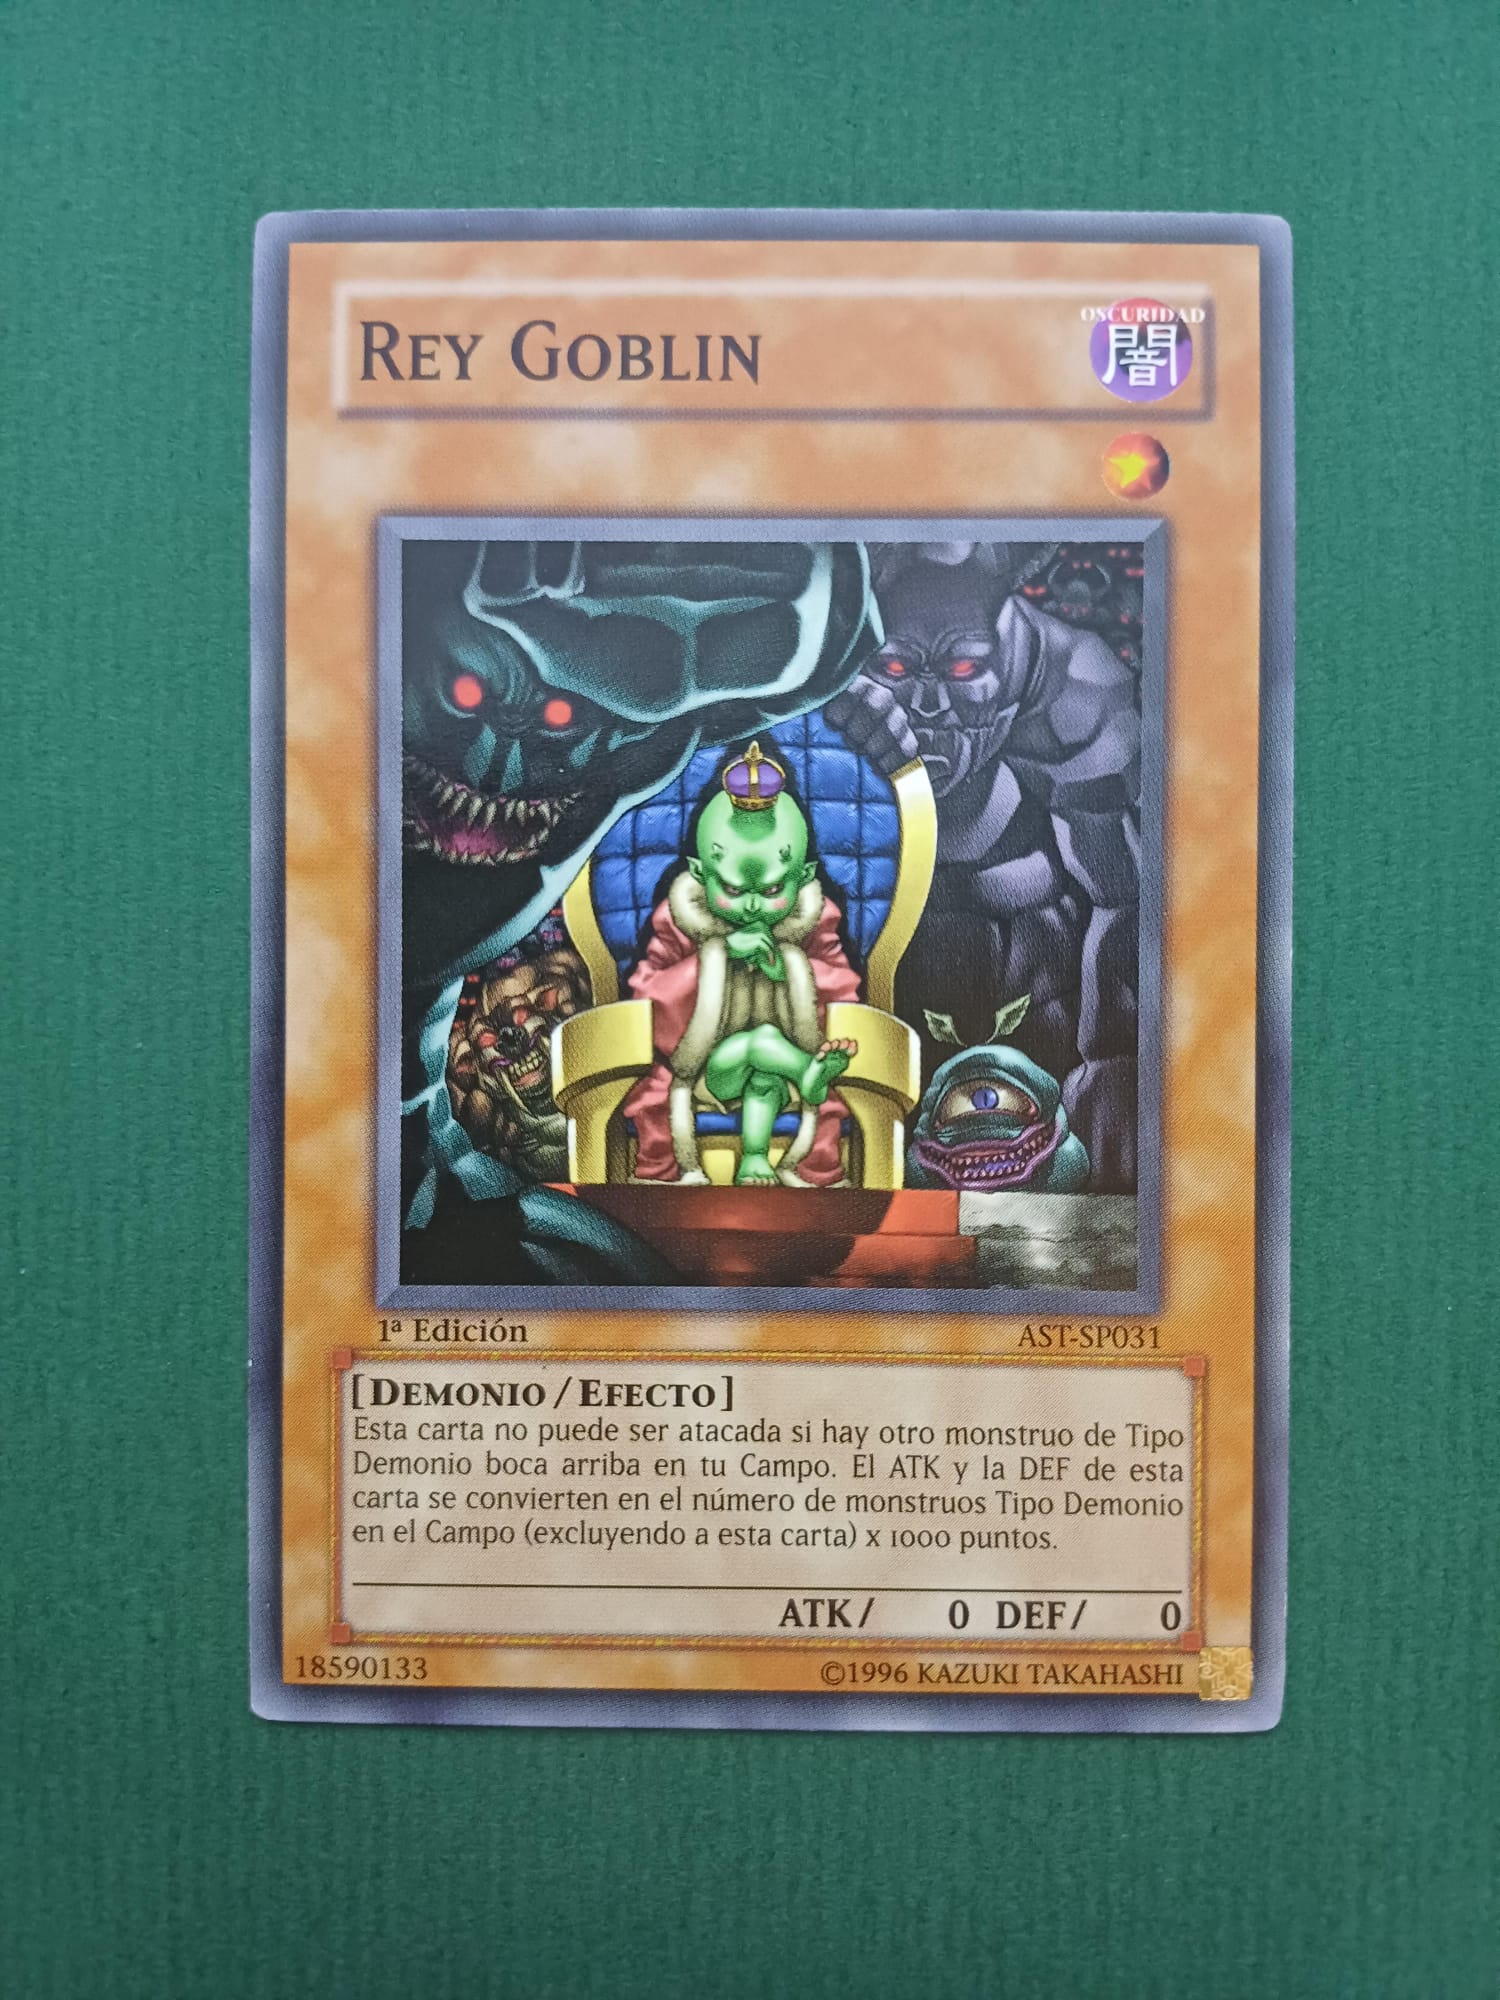 Rey Goblin
OSCURIDAD
闇
1ª Edición
AST-SP031
[Demonio/Efecto]
Esta carta no puede ser atacada si hay otro monstruo de Tipo
Demonio boca arriba en tu Campo. El ATK y la DEF de esta
carta se convierten en el número de monstruos Tipo Demonio
en el Campo (excluyendo a esta carta) x 1000 puntos.
ATK/ 0 DEF/ 0
18590133
©1996 KAZUKI TAKAHASHI